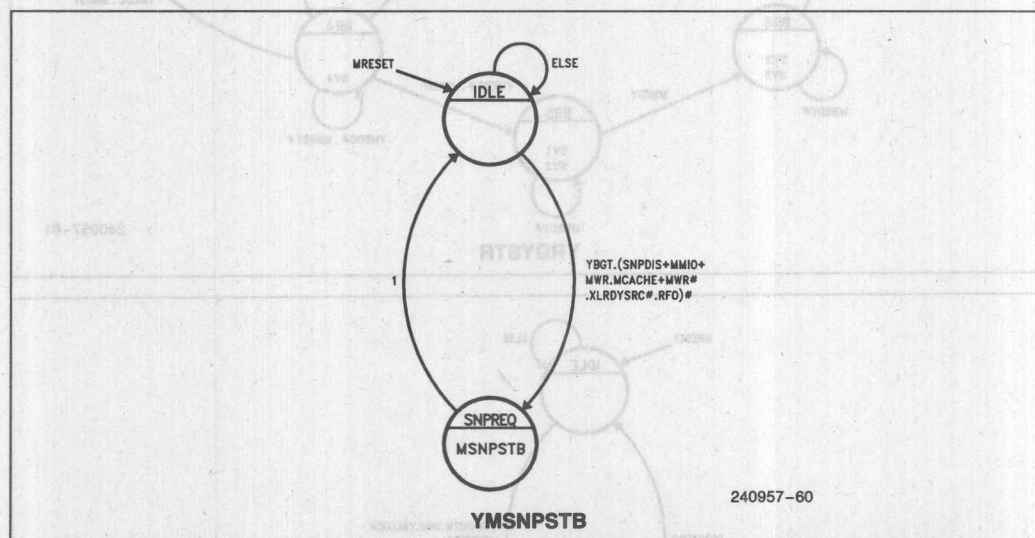 MRESET
ELSE
IDLE
1
YBGT.(SNPDIS+MMIO+
MWR.MCACHE+MWR#
.XLRDYSRC#.RFO)#
SNPREQ
MSNPSTB
240957-60
YMSNPSTB